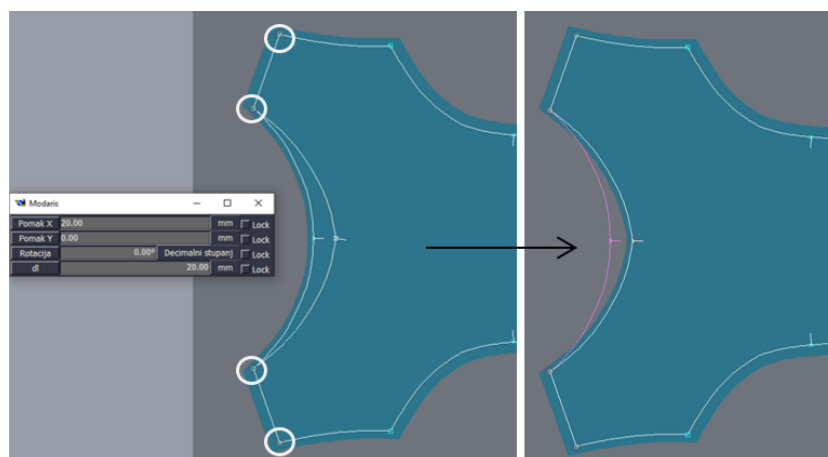 Modaris
Pomak X 20.00 mm Lock
Pomak Y 0.00 mm Lock
Rotacija 0.00° Decimalni stupanj Lock
dl 20.00 mm Lock